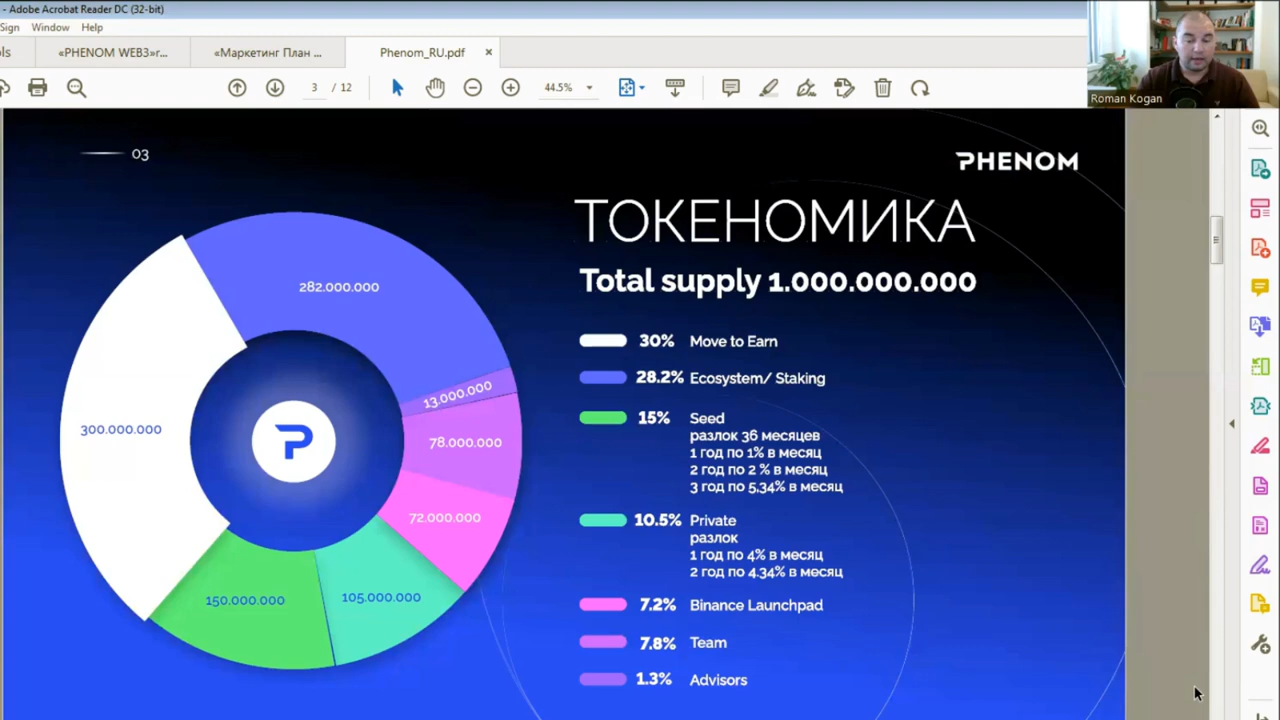 - Adobe Acrobat Reader DC (32-bit)
Sign Window Help
ols «PHENOM WEB3»г... «Маркетинг План ... Phenom_RU.pdf ×
3 / 12 44.5%
Roman Kogan
03
PHENOM
ТОКЕНОМИКА
Total supply 1.000.000.000
282.000.000
13.000.000
78.000.000
72.000.000
105.000.000
150.000.000
300.000.000
30% Move to Earn
28.2% Ecosystem/ Staking
15% Seed
разлок 36 месяцев
1 год по 1% в месяц
2 год по 2 % в месяц
3 год по 5,34% в месяц
10.5% Private
разлок
1 год по 4% в месяц
2 год по 4.34% в месяц
7.2% Binance Launchpad
7.8% Team
1.3% Advisors